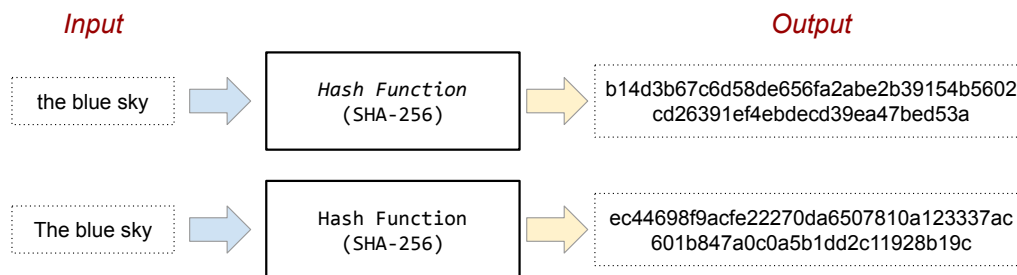 Input
Output
the blue sky
Hash Function
(SHA-256)
b14d3b67c6d58de656fa2abe2b39154b5602
cd26391ef4ebdecd39ea47bed53a
The blue sky
Hash Function
(SHA-256)
ec44698f9acfe22270da6507810a123337ac
601b847a0c0a5b1dd2c11928b19c